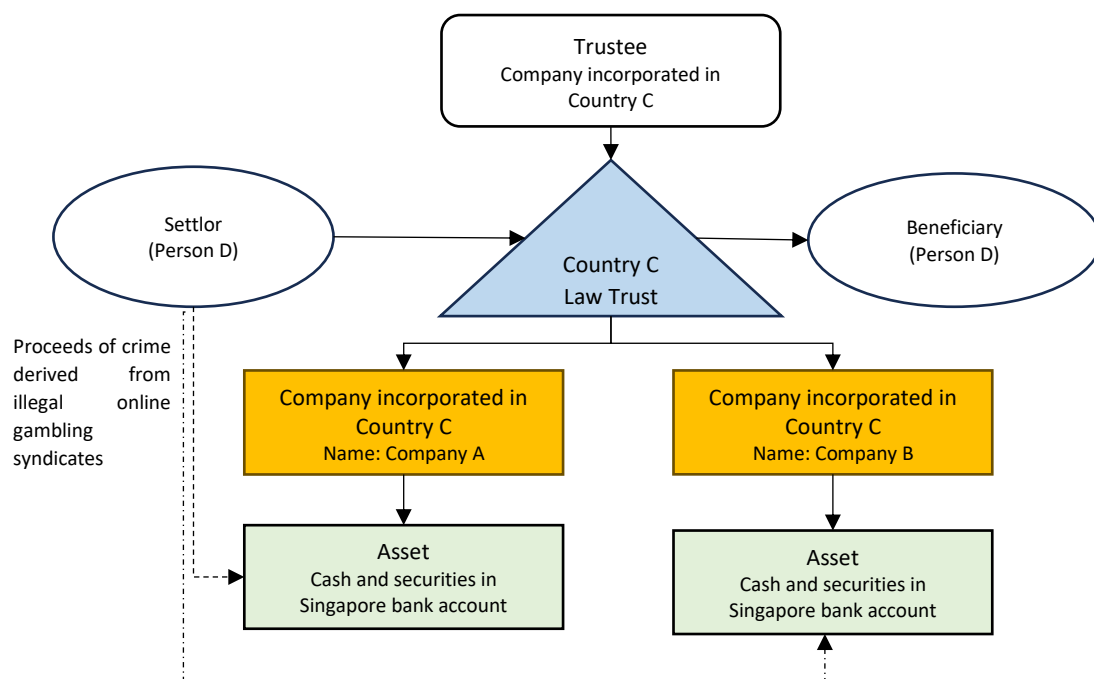 Trustee
Company incorporated in
Country C
Settlor
(Person D)
Beneficiary
(Person D)
Country C
Law Trust
Proceeds of crime
derived from
illegal online
gambling
syndicates
Company incorporated in
Country C
Name: Company A
Company incorporated in
Country C
Name: Company B
Asset
Cash and securities in
Singapore bank account
Asset
Cash and securities in
Singapore bank account